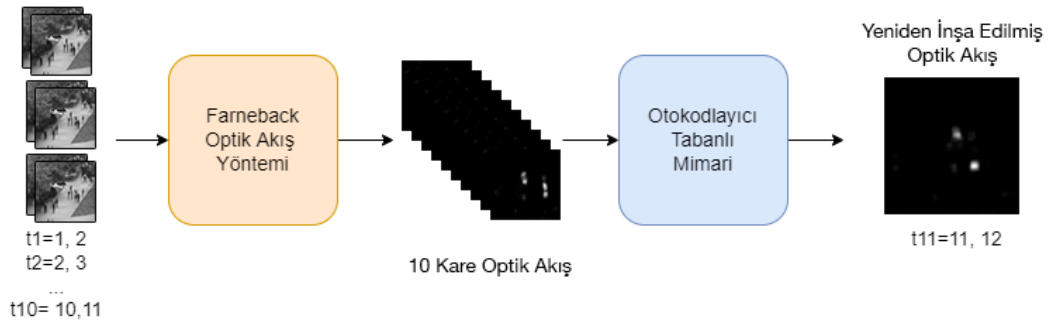 t1=1, 2
t2=2, 3
...
t10= 10,11
Farneback
Optik Akış
Yöntemi
10 Kare Optik Akış
Otokodlayıcı
Tabanlı
Mimari
Yeniden İnşa Edilmiş
Optik Akış
t11=11, 12